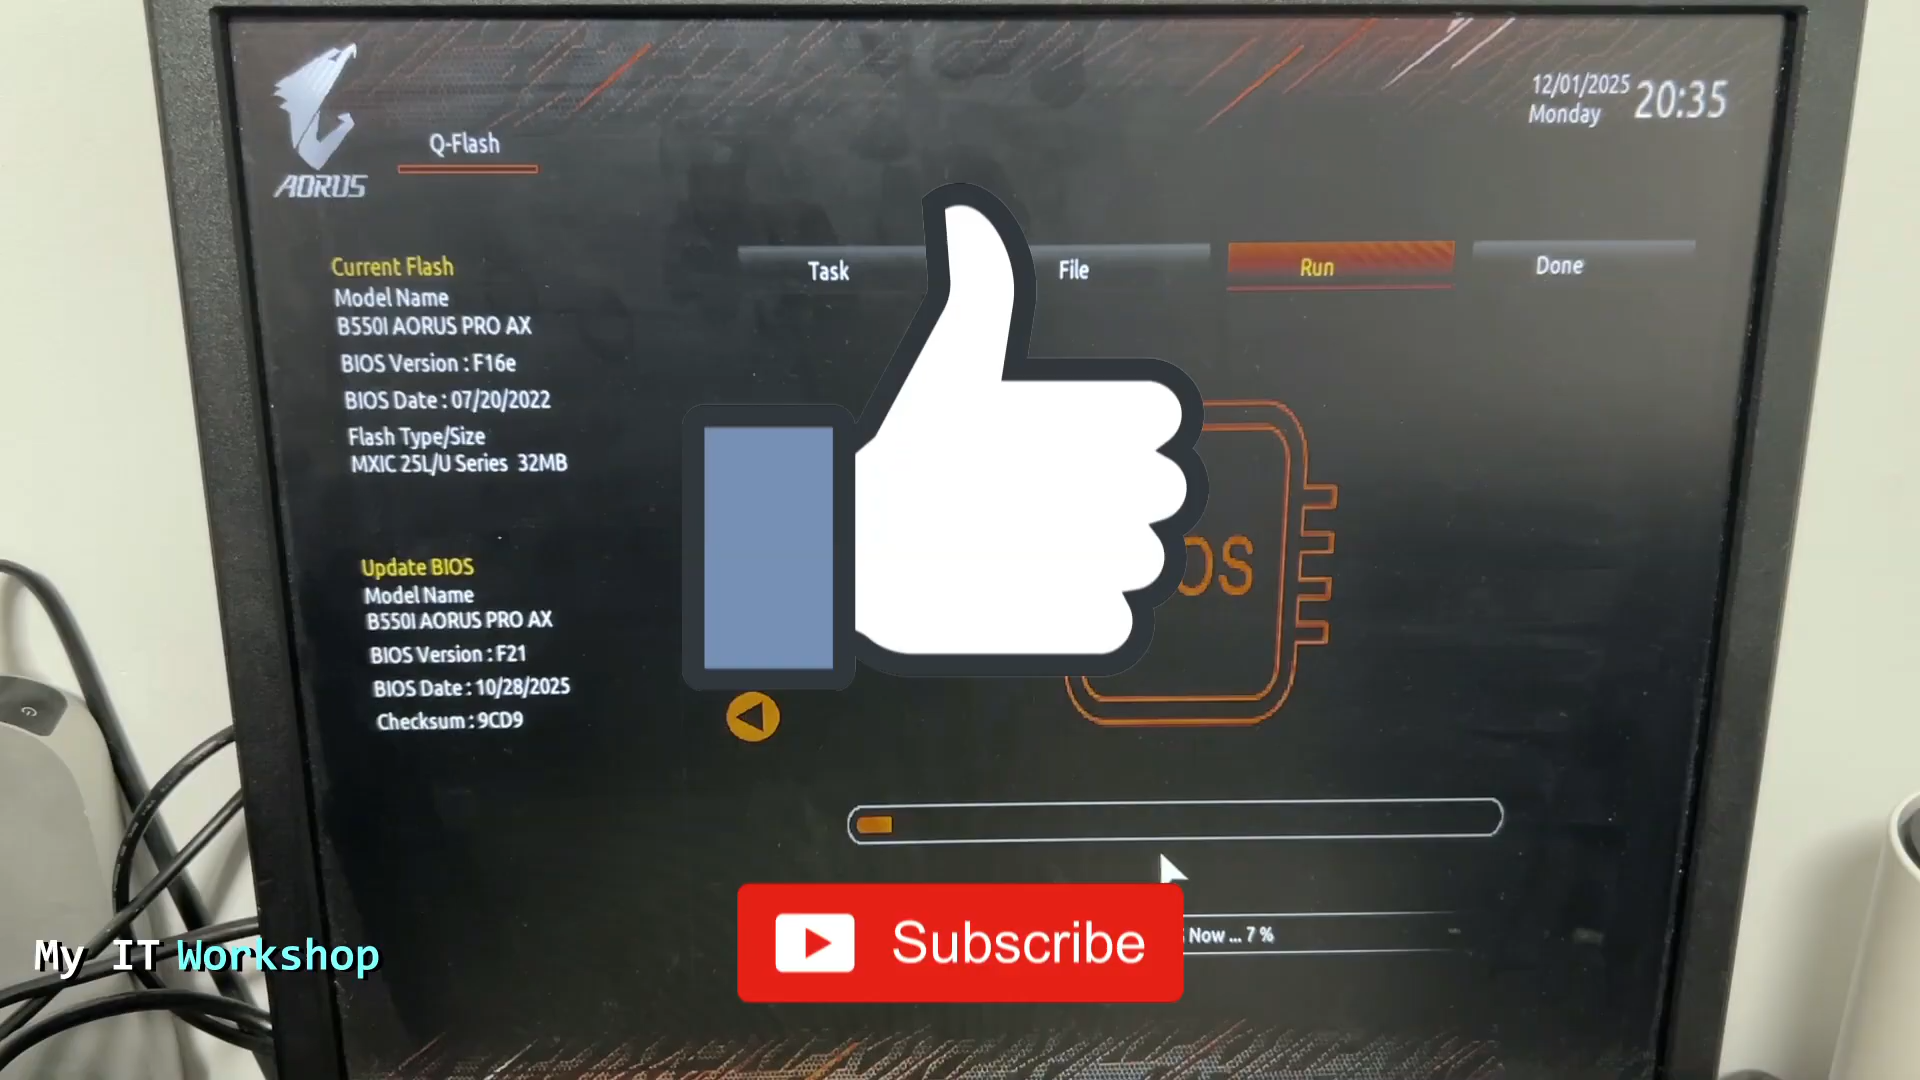 AORUS
Q-Flash
12/01/2025
Monday
20:35
Task
File
Run
Done
Current Flash
Model Name
B550I AORUS PRO AX
BIOS Version : F16e
BIOS Date : 07/20/2022
Flash Type/Size
MXIC 25L/U Series 32MB
Update BIOS
Model Name
B550I AORUS PRO AX
BIOS Version : F21
BIOS Date : 10/28/2025
Checksum : 9CD9
OS
Now ... 7 %
Subscribe
My IT Workshop